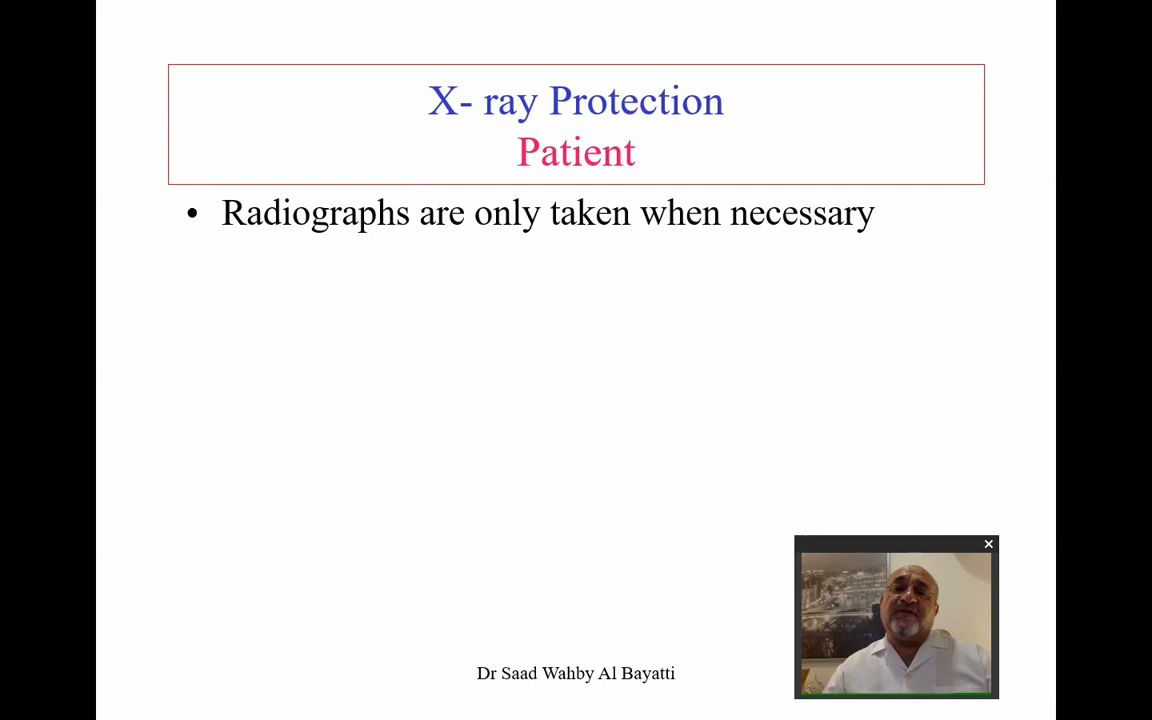 X- ray Protection
Patient
• Radiographs are only taken when necessary
Dr Saad Wahby Al Bayatti